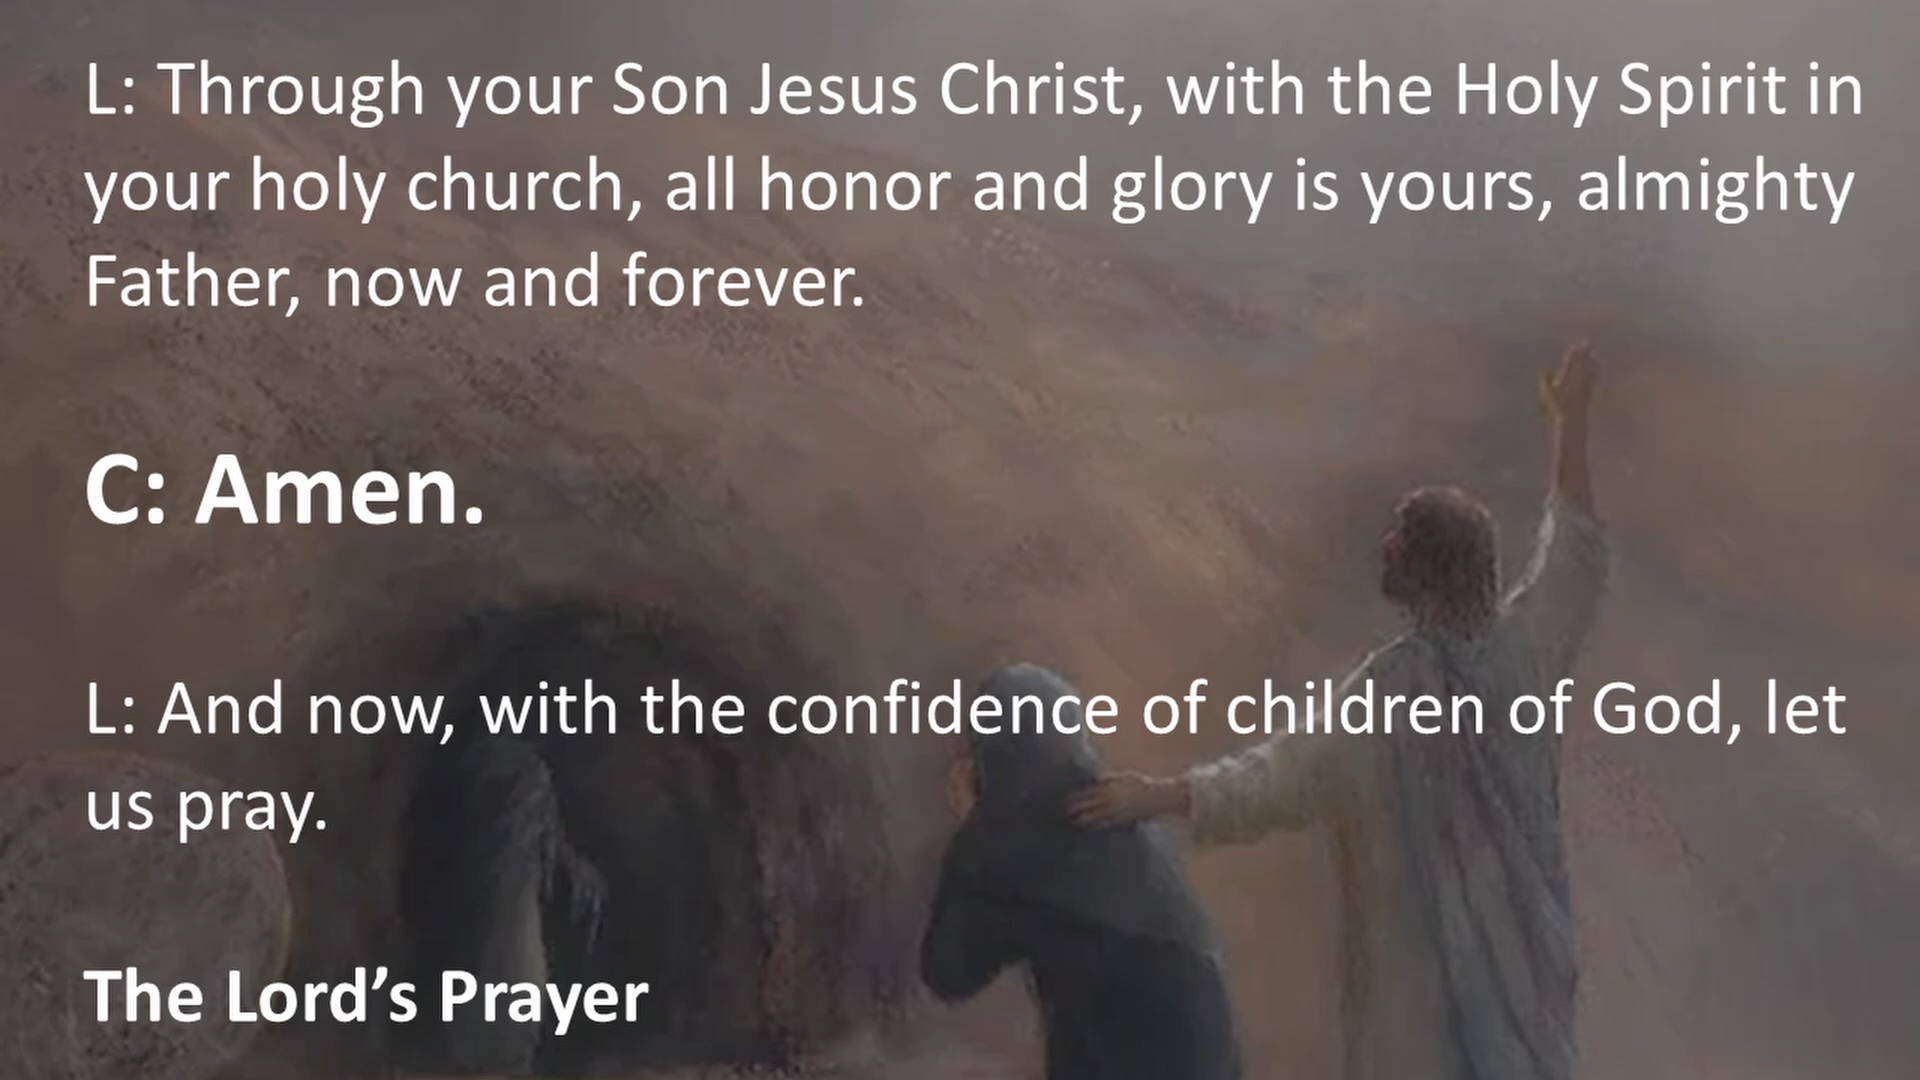 L: Through your Son Jesus Christ, with the Holy Spirit in
your holy church, all honor and glory is yours, almighty
Father, now and forever.
C: Amen.
L: And now, with the confidence of children of God, let
us pray.
The Lord’s Prayer